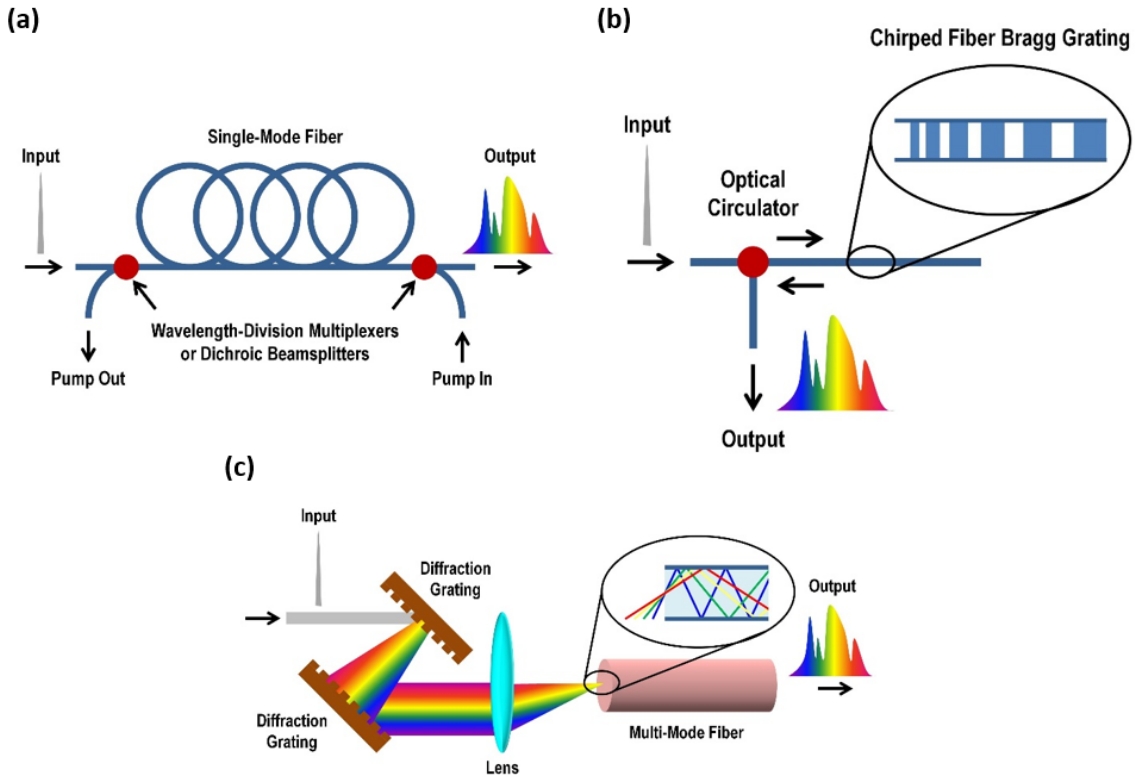 (a)
Single-Mode Fiber
Input
Output
Wavelength-Division Multiplexers
or Dichroic Beamsplitters
Pump Out
Pump In
(b)
Chirped Fiber Bragg Grating
Input
Optical
Circulator
Output
(c)
Input
Diffraction
Grating
Diffraction
Grating
Lens
Multi-Mode Fiber
Output